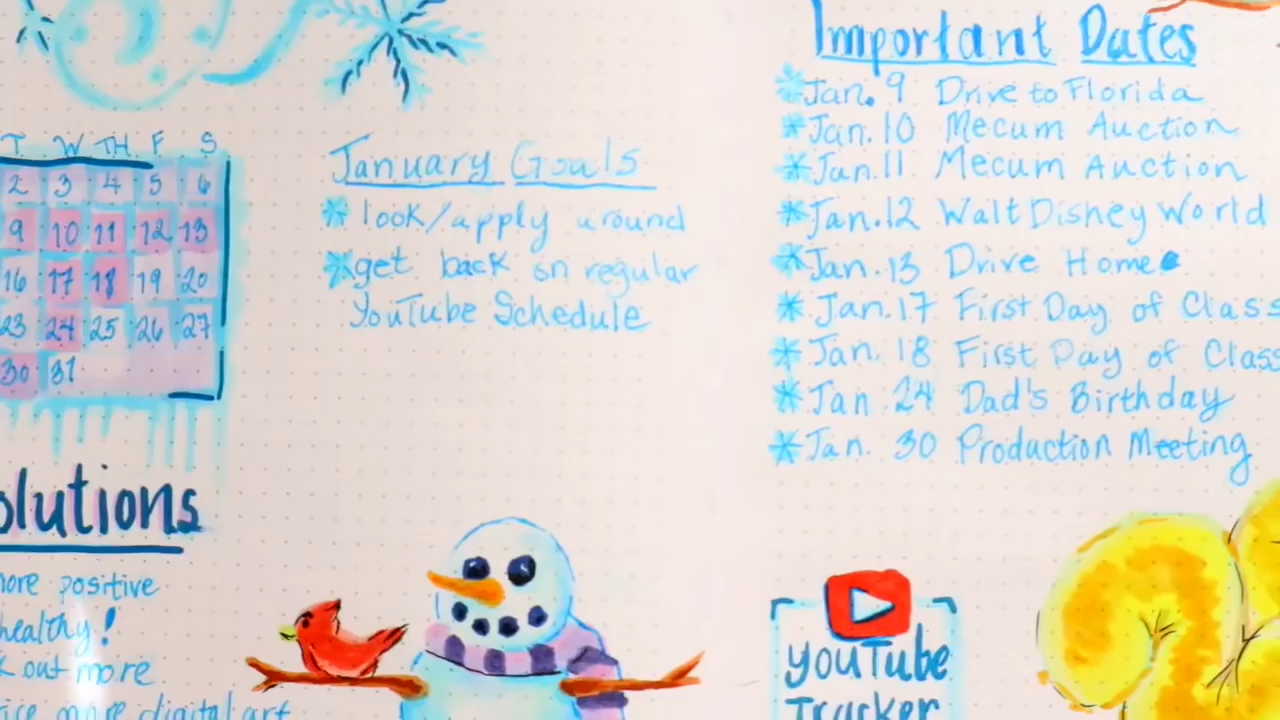 T W TH F S
2 3 4 5 6
9 10 11 12 13
16 17 18 19 20
23 24 25 26 27
30 31
January Goals
look/apply around
get back on regular
YouTube Schedule
Important Dates
Jan. 9 Drive to Florida
Jan. 10 Mecum Auction
Jan. 11 Mecum Auction
Jan. 12 Walt Disney World
Jan. 13 Drive Home
Jan. 17 First Day of Class
Jan. 18 First Day of Class
Jan 24 Dad's Birthday
Jan. 30 Production Meeting
olutions
more positive
healthy!
k out more
ice more digital art
YouTube
Tracker